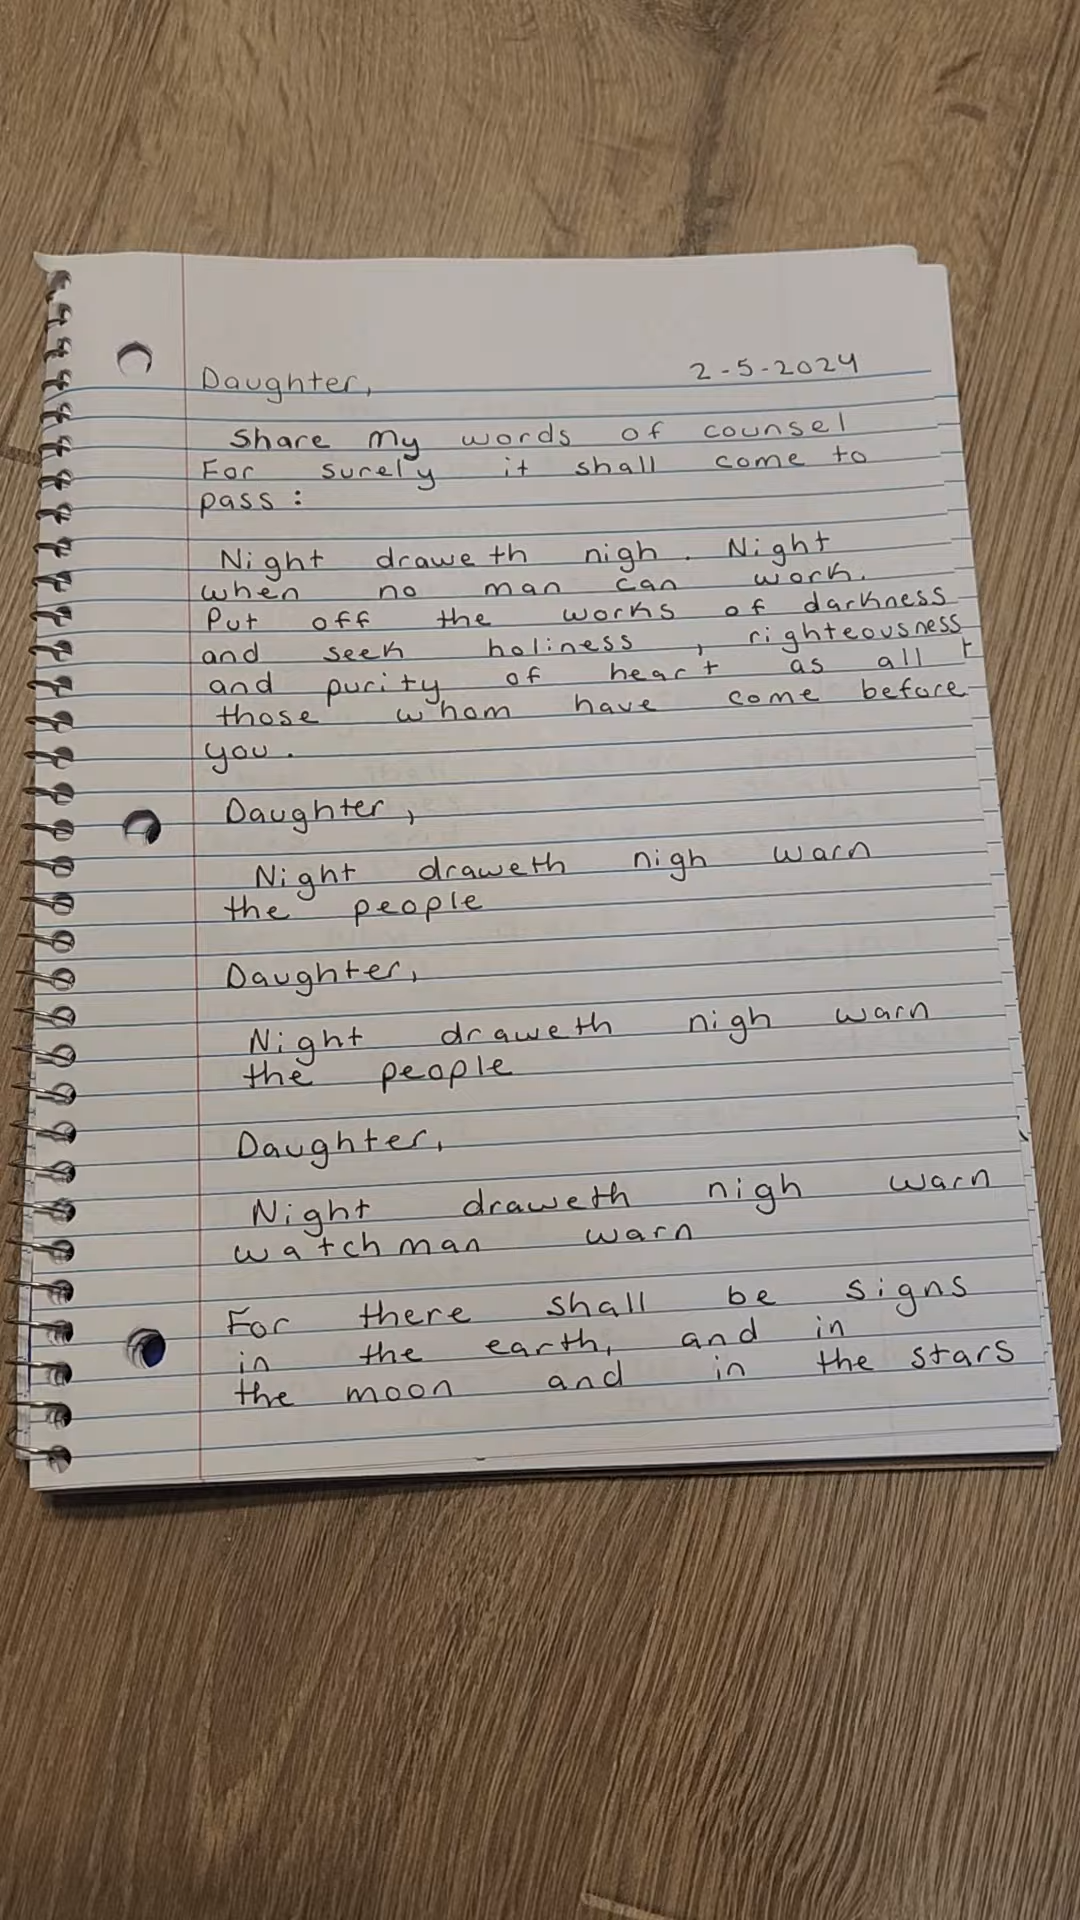 2-5-2024
Daughter,
Share my words of counsel
For surely it shall come to
pass:
Night draweth nigh. Night
when no man can work.
Put off the works of darkness
and seek holiness, righteousness
and purity of heart as all
those whom have come before
you.
Daughter,
Night draweth nigh warn
the people
Daughter,
Night draweth nigh warn
the people
Daughter,
Night draweth nigh warn
watchman warn
For there shall be signs
in the earth, and in
the moon and in the stars